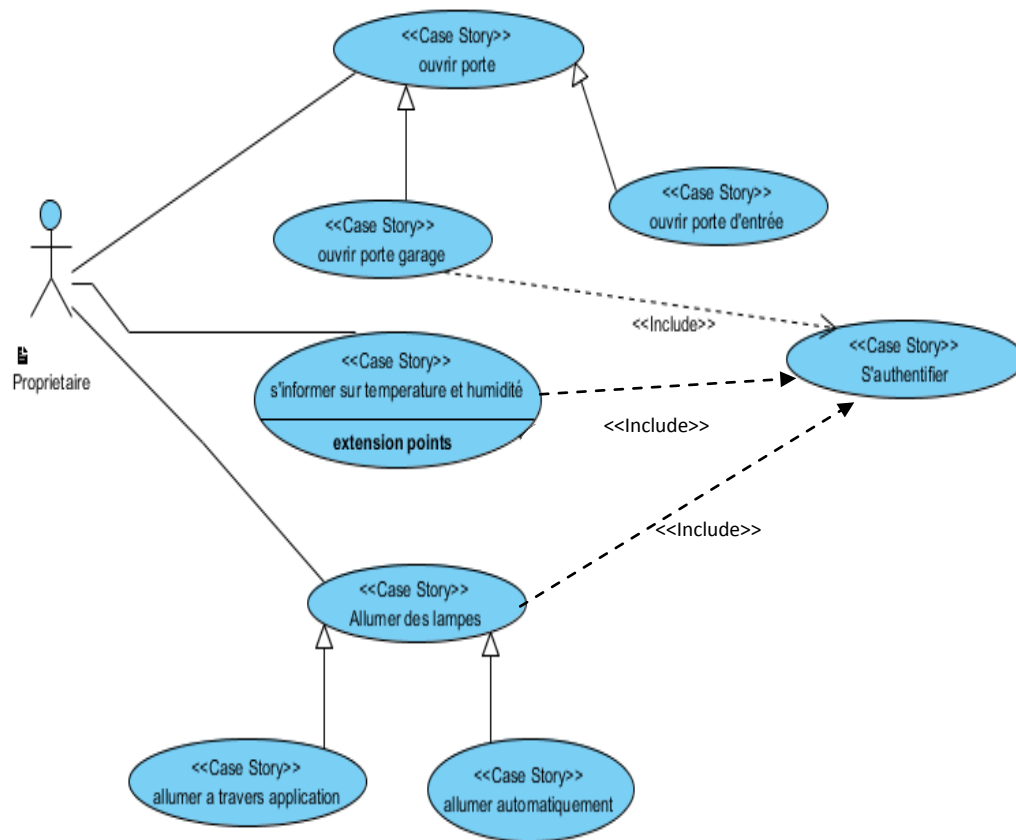 <<Case Story>>
ouvrir porte
<<Case Story>>
ouvrir porte d'entrée
<<Case Story>>
ouvrir porte garage
<<Include>>
<<Case Story>>
S'authentifier
Proprietaire
<<Case Story>>
s'informer sur temperature et humidité
extension points
<<Include>>
<<Include>>
<<Case Story>>
Allumer des lampes
<<Case Story>>
allumer a travers application
<<Case Story>>
allumer automatiquement